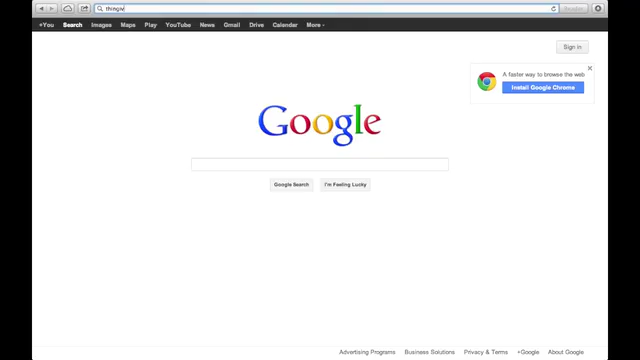 thingiv
Reader
+You Search Images Maps Play YouTube News Gmail Drive Calendar More
Sign in
A faster way to browse the web
Install Google Chrome
Google
Google Search I'm Feeling Lucky
Advertising Programs Business Solutions Privacy & Terms +Google About Google